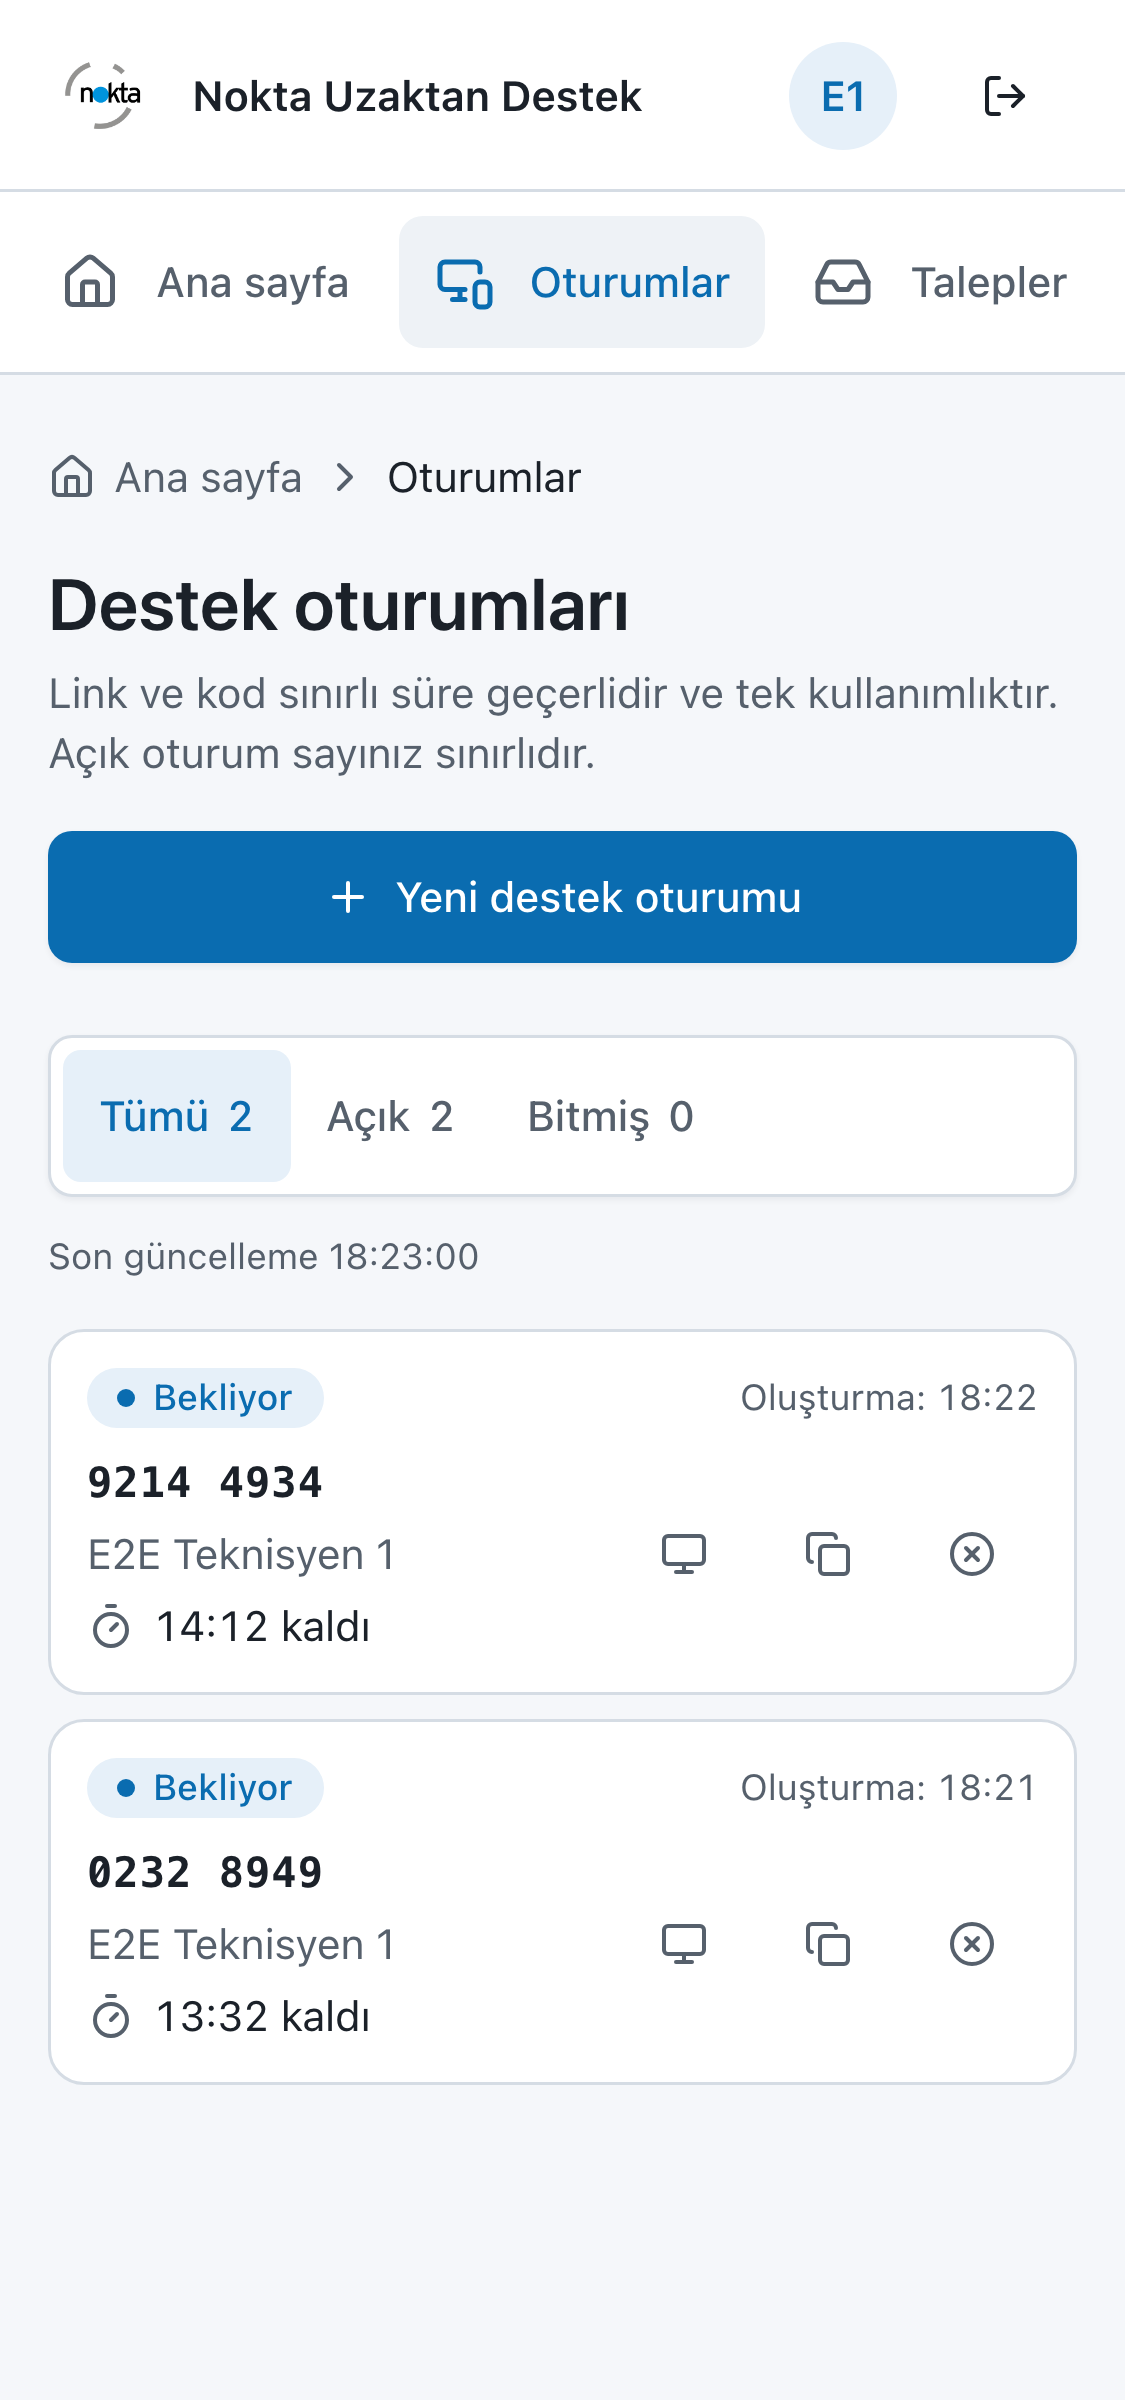 nokta
Nokta Uzaktan Destek
E1
Ana sayfa
Oturumlar
Talepler
Ana sayfa
Oturumlar
Destek oturumları
Link ve kod sınırlı süre geçerlidir ve tek kullanımlıktır.
Açık oturum sayınız sınırlıdır.
Yeni destek oturumu
Tümü 2
Açık 2
Bitmiş 0
Son güncelleme 18:23:00
Bekliyor
Oluşturma: 18:22
9214 4934
E2E Teknisyen 1
14:12 kaldı
Bekliyor
Oluşturma: 18:21
0232 8949
E2E Teknisyen 1
13:32 kaldı